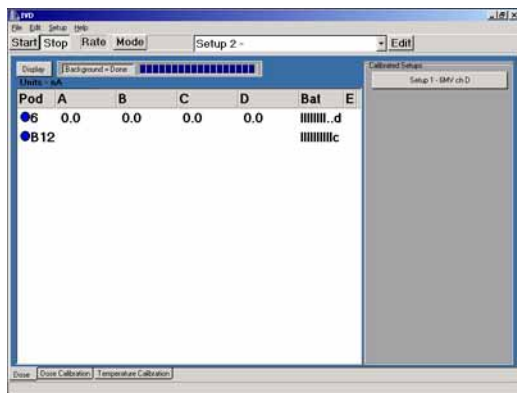 IVD
File Edit Setup Help
Start Stop Rate Mode Setup 2 - Edit
Display Background = Done Calibrated Setups
Units - nA Setup 1 - 6MV ch D
Pod A B C D Bat E
6 0.0 0.0 0.0 0.0 IIIIIIII..d
B12 IIIIIIIIIIc
Dose Dose Calibration Temperature Calibration